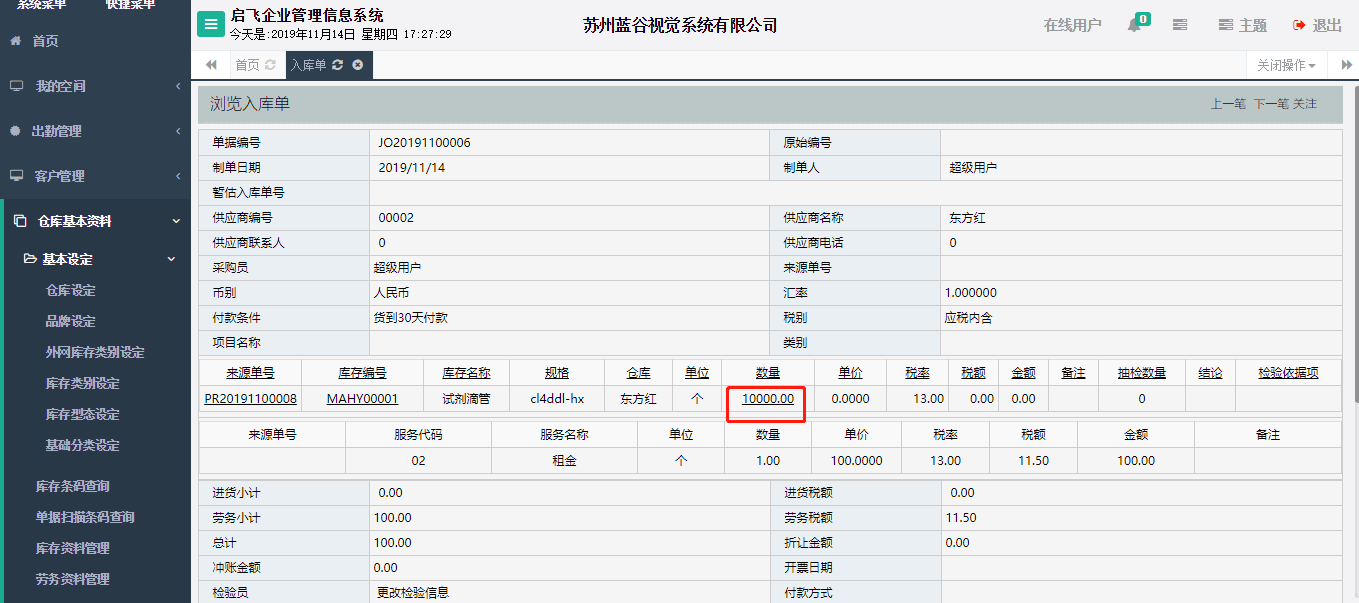 系统菜单 快捷菜单
首页
我的空间
出勤管理
客户管理
仓库基本资料
基本设定
仓库设定
品牌设定
外网库存类别设定
库存类别设定
库存型态设定
基础分类设定
库存条码查询
单据扫描条码查询
库存资料管理
劳务资料管理
启飞企业管理信息系统
今天是:2019年11月14日 星期四 17:27:29
苏州蓝谷视觉系统有限公司
在线用户 0 主题 退出
首页 入库单 关闭操作
浏览入库单 上一笔 下一笔 关注
单据编号 JO20191100006 原始编号
制单日期 2019/11/14 制单人 超级用户
暂估入库单号
供应商编号 00002 供应商名称 东方红
供应商联系人 0 供应商电话 0
采购员 超级用户 来源单号
币别 人民币 汇率 1.000000
付款条件 货到30天付款 税别 应税内含
项目名称 类别
来源单号 库存编号 库存名称 规格 仓库 单位 数量 单价 税率 税额 金额 备注 抽检数量 结论 检验依据项
PR20191100008 MAHY00001 试剂滴管 cl4ddl-hx 东方红 个 10000.00 0.0000 13.00 0.00 0.00 0
来源单号 服务代码 服务名称 单位 数量 单价 税率 税额 金额 备注
02 租金 个 1.00 100.0000 13.00 11.50 100.00
进货小计 0.00 进货税额 0.00
劳务小计 100.00 劳务税额 11.50
总计 100.00 折让金额 0.00
冲账金额 0.00 开票日期
检验员 更改检验信息 付款方式